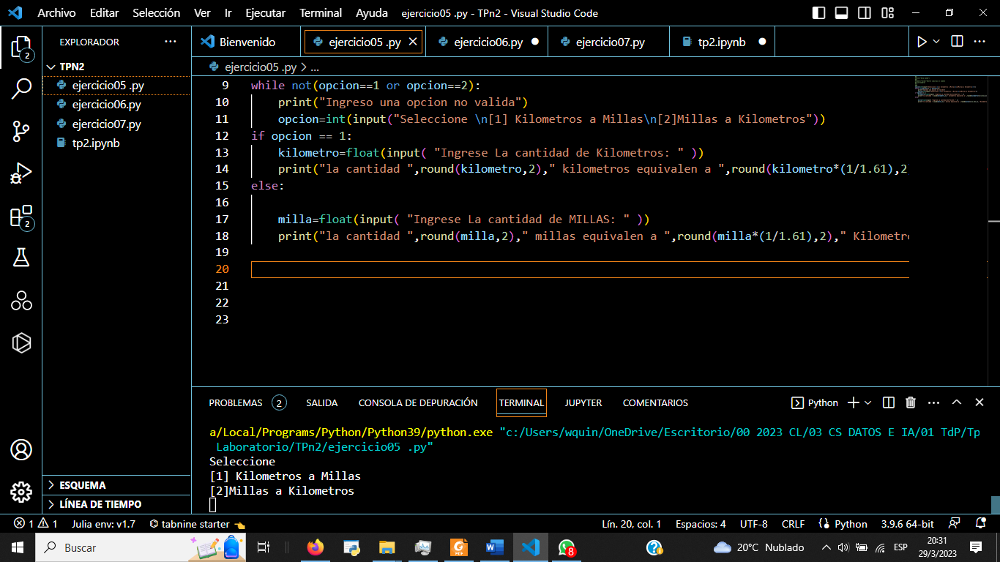 Archivo Editar Selección Ver Ir Ejecutar Terminal Ayuda ejercicio05 .py - TPn2 - Visual Studio Code
EXPLORADOR
Bienvenido ejercicio05 .py ejercicio06.py ejercicio07.py tp2.ipynb
TPN2
ejercicio05 .py > ...
ejercicio05 .py
ejercicio06.py
ejercicio07.py
tp2.ipynb
9 while not(opcion==1 or opcion==2):
10 print("Ingreso una opcion no valida")
11 opcion=int(input("Seleccione \n[1] Kilometros a Millas\n[2]Millas a Kilometros"))
12 if opcion == 1:
13 kilometro=float(input( "Ingrese La cantidad de Kilometros: " ))
14 print("la cantidad ",round(kilometro,2)," kilometros equivalen a ",round(kilometro*(1/1.61),2
15 else:
16
17 milla=float(input( "Ingrese La cantidad de MILLAS: " ))
18 print("la cantidad ",round(milla,2)," millas equivalen a ",round(milla*(1/1.61),2)," Kilometro
19
20
21
22
23
2
2
PROBLEMAS 2 SALIDA CONSOLA DE DEPURACIÓN TERMINAL JUPYTER COMENTARIOS Python
a/Local/Programs/Python/Python39/python.exe "c:/Users/wquin/OneDrive/Escritorio/00 2023 CL/03 CS DATOS E IA/01 TdP/Tp
Laboratorio/TPn2/ejercicio05 .py"
Seleccione
[1] Kilometros a Millas
[2]Millas a Kilometros
ESQUEMA
LÍNEA DE TIEMPO
1 1 Julia env: v1.7 tabnine starter Lín. 20, col. 1 Espacios: 4 UTF-8 CRLF Python 3.9.6 64-bit
Buscar 8 20°C Nublado ESP 20:31
29/3/2023